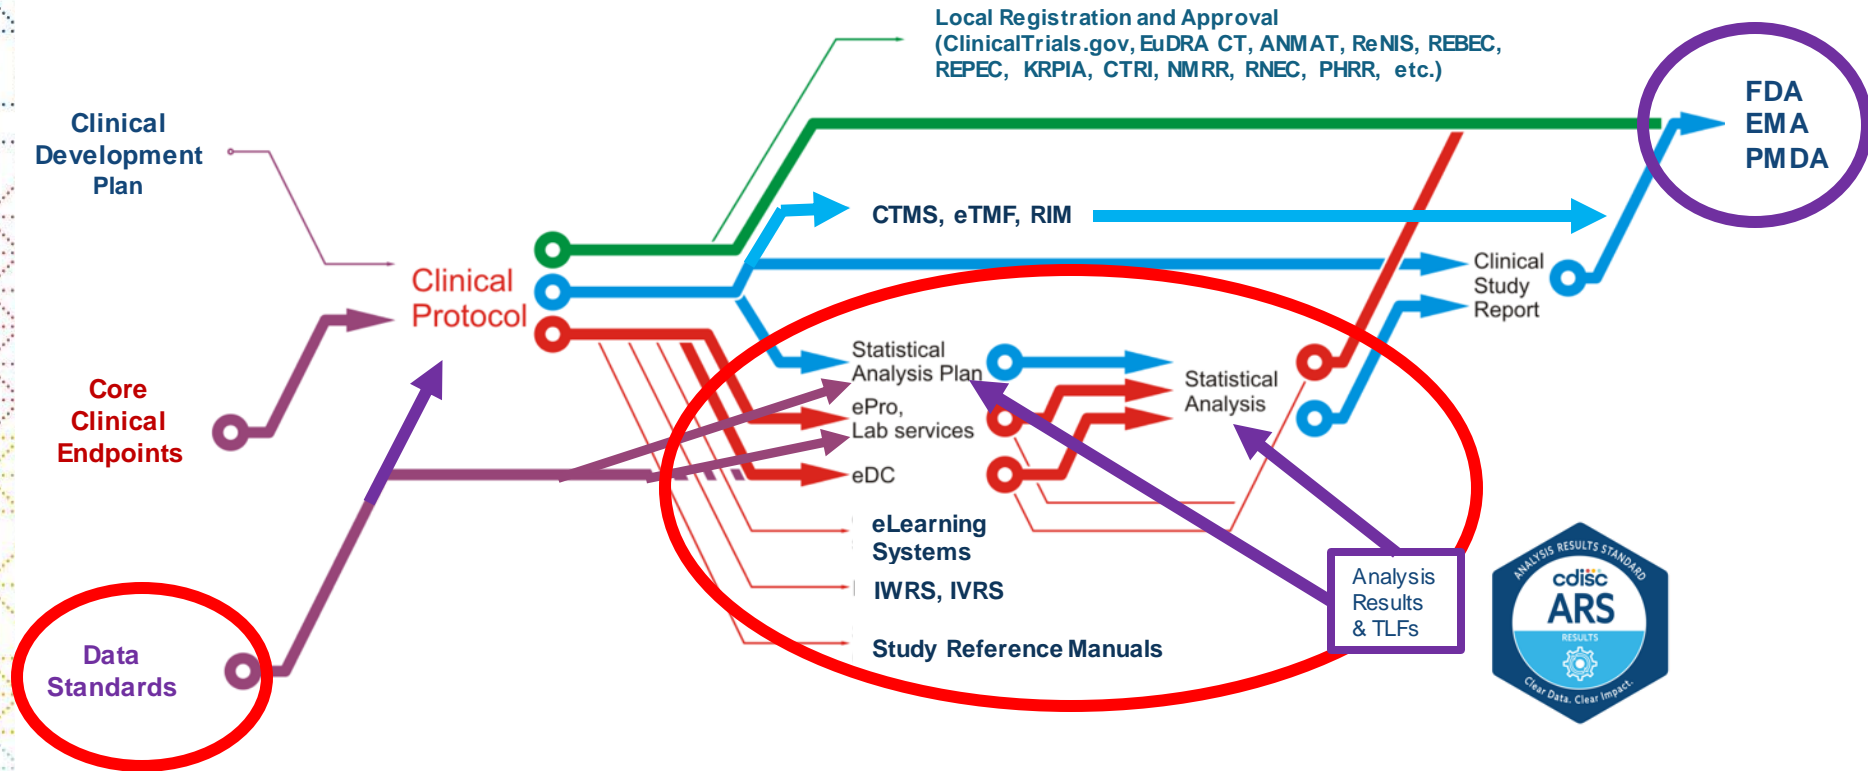 Local Registration and Approval
(ClinicalTrials.gov, EuDRA CT, ANMAT, ReNIS, REBEC,
REPEC, KRPIA, CTRI, NMRR, RNEC, PHRR, etc.)
FDA
EMA
PMDA
Clinical
Development
Plan
CTMS, eTMF, RIM
Clinical
Protocol
Clinical
Study
Report
Core
Clinical
Endpoints
Statistical
Analysis Plan
ePro,
Lab services
eDC
Statistical
Analysis
eLearning
Systems
IWRS, IVRS
Study Reference Manuals
Data
Standards
Analysis
Results
& TLFs
ANALYSIS RESULTS STANDARD
cdisc
ARS
RESULTS
Clear Data. Clear Impact.